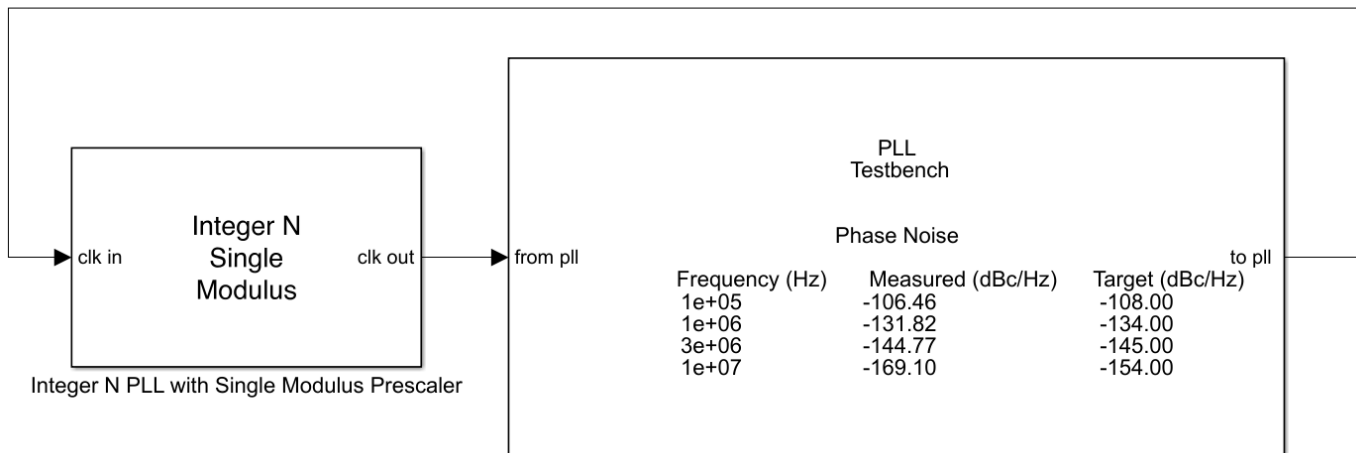 Integer N
Single
Modulus
clk in
clk out
Integer N PLL with Single Modulus Prescaler
PLL
Testbench
from pll
to pll
Phase Noise
Frequency (Hz) Measured (dBc/Hz) Target (dBc/Hz)
1e+05 -106.46 -108.00
1e+06 -131.82 -134.00
3e+06 -144.77 -145.00
1e+07 -169.10 -154.00